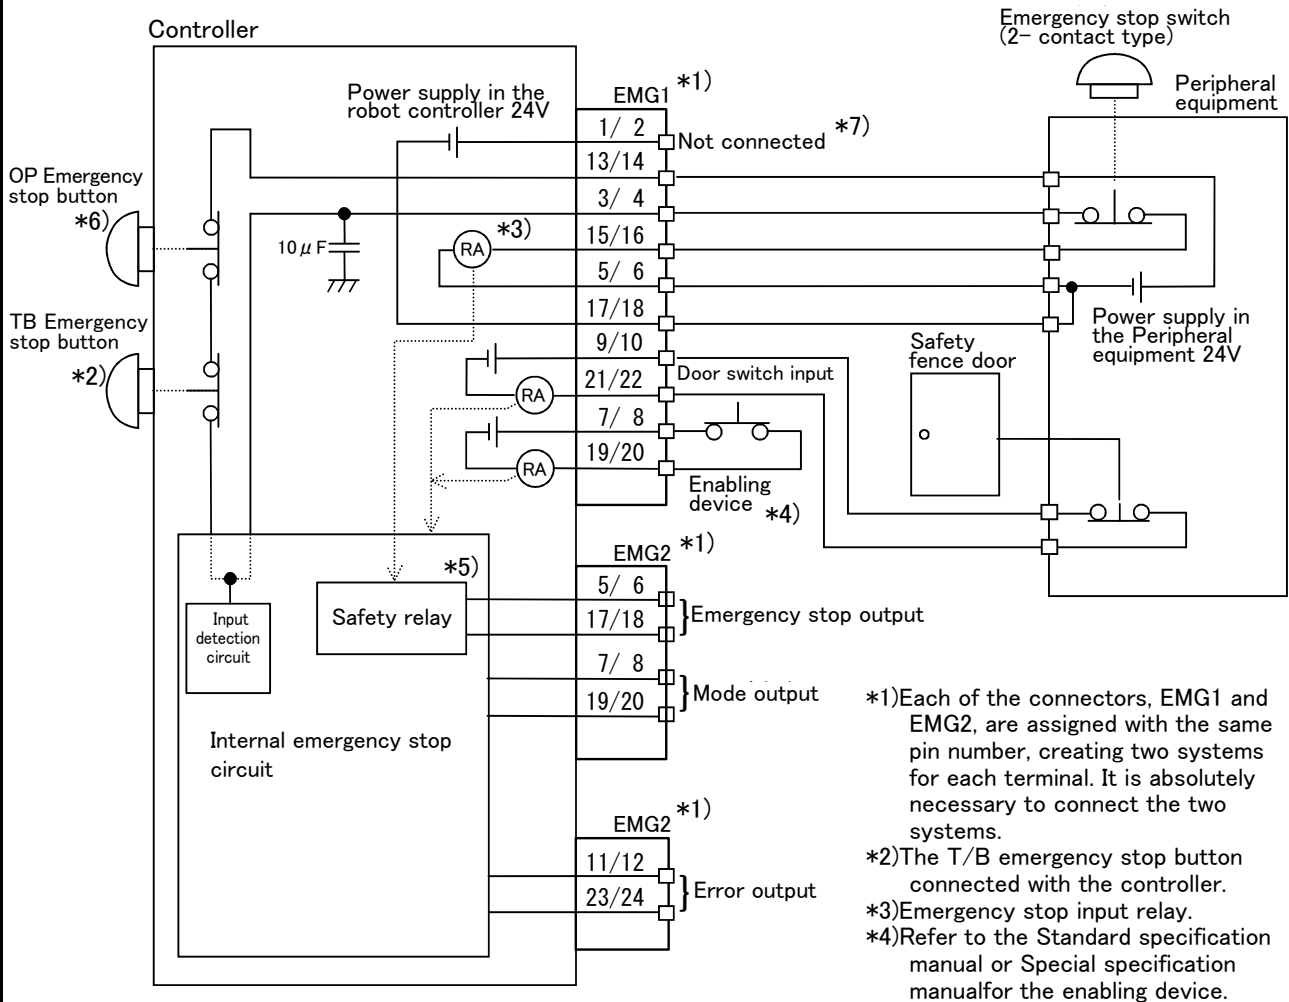 Controller
Emergency stop switch
(2- contact type)
Peripheral
equipment
Power supply in the
robot controller 24V
EMG1 *1)
1/ 2
Not connected *7)
13/14
3/ 4
15/16
5/ 6
17/18
9/10
21/22
7/ 8
19/20
OP Emergency
stop button
*6)
10μF
RA
*3)
TB Emergency
stop button
*2)
RA
RA
Door switch input
Enabling
device *4)
Safety
fence door
Power supply in
the Peripheral
equipment 24V
EMG2 *1)
5/ 6
17/18
Emergency stop output
7/ 8
19/20
Mode output
*5)
Safety relay
Input
detection
circuit
Internal emergency stop
circuit
EMG2 *1)
11/12
23/24
Error output
*1)Each of the connectors, EMG1 and
EMG2, are assigned with the same
pin number, creating two systems
for each terminal. It is absolutely
necessary to connect the two
systems.
*2)The T/B emergency stop button
connected with the controller.
*3)Emergency stop input relay.
*4)Refer to the Standard specification
manual or Special specification
manualfor the enabling device.